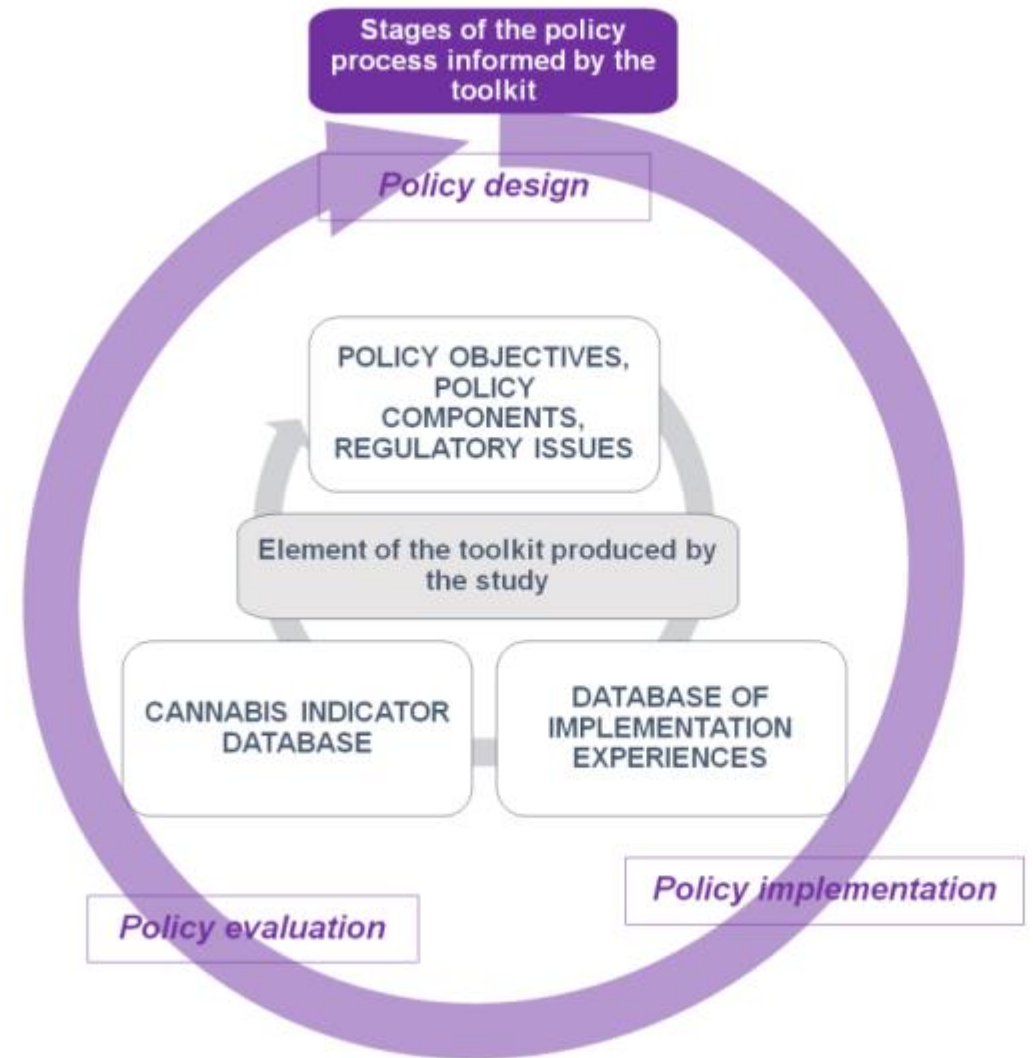 Stages of the policy
process informed by the
toolkit
Policy design
POLICY OBJECTIVES,
POLICY
COMPONENTS,
REGULATORY ISSUES
Element of the toolkit produced by
the study
CANNABIS INDICATOR
DATABASE
DATABASE OF
IMPLEMENTATION
EXPERIENCES
Policy implementation
Policy evaluation